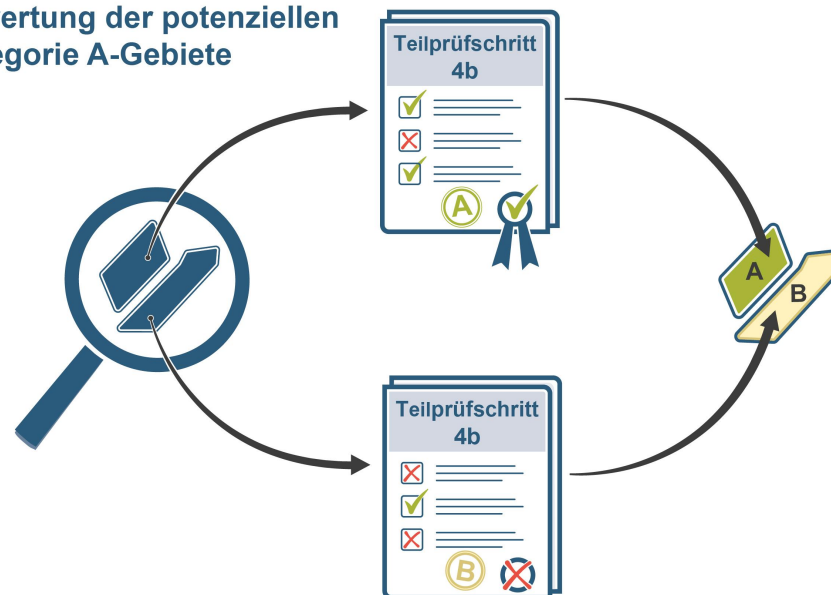 ertung der potenziellen
egorie A-Gebiete
Teilprüfschritt
4b
A
A
B
Teilprüfschritt
4b
B